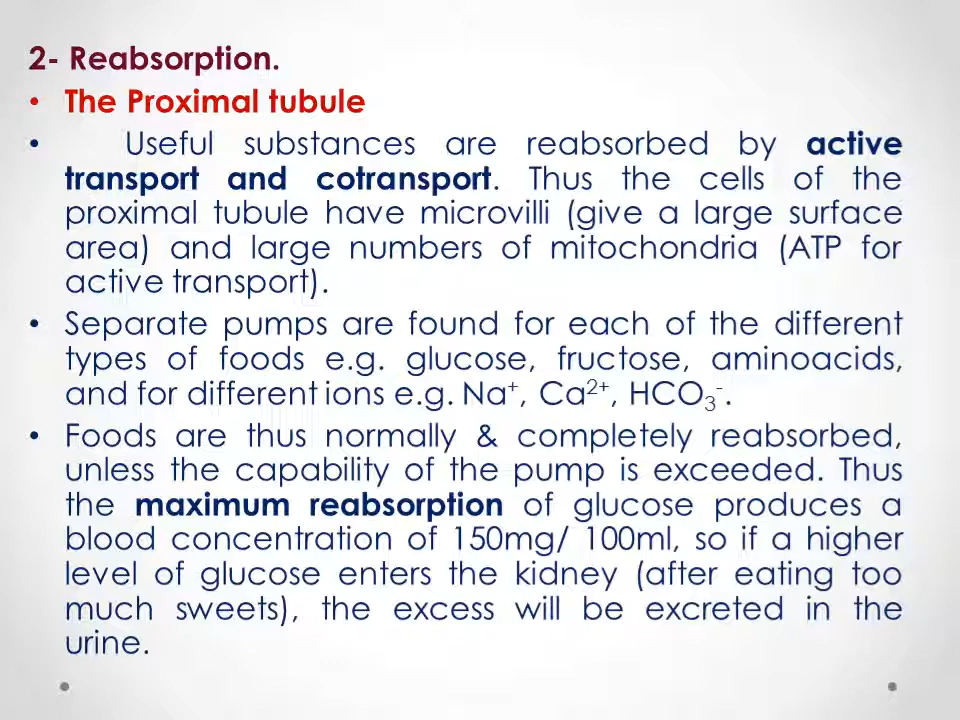 2- Reabsorption.
• The Proximal tubule
• Useful substances are reabsorbed by active
transport and cotransport. Thus the cells of the
proximal tubule have microvilli (give a large surface
area) and large numbers of mitochondria (ATP for
active transport).
• Separate pumps are found for each of the different
types of foods e.g. glucose, fructose, aminoacids,
and for different ions e.g. Na⁺, Ca²⁺, HCO₃⁻.
• Foods are thus normally & completely reabsorbed,
unless the capability of the pump is exceeded. Thus
the maximum reabsorption of glucose produces a
blood concentration of 150mg/ 100ml, so if a higher
level of glucose enters the kidney (after eating too
much sweets), the excess will be excreted in the
urine.